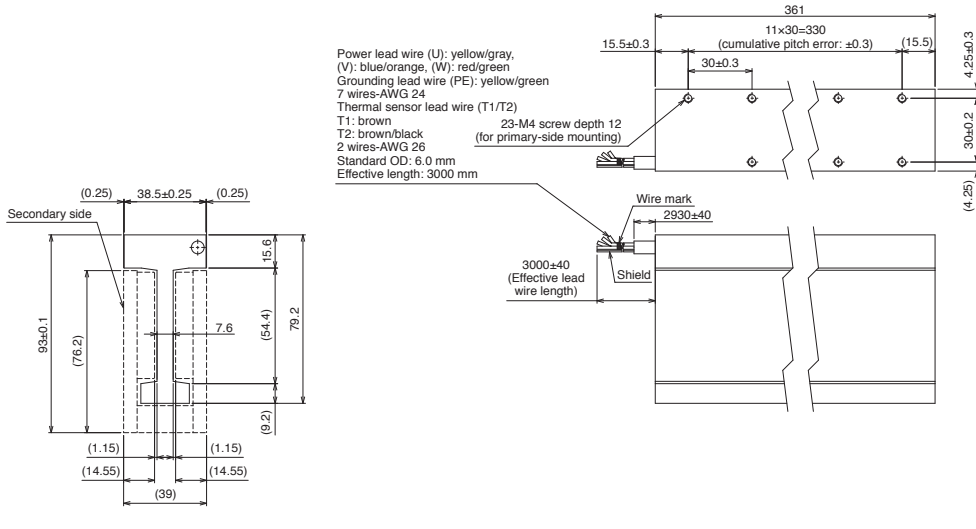 361
11×30=330
(cumulative pitch error: ±0.3)
15.5±0.3
(15.5)
30±0.3
4.25±0.3
30±0.2
(4.25)
Power lead wire (U): yellow/gray,
(V): blue/orange, (W): red/green
Grounding lead wire (PE): yellow/green
7 wires-AWG 24
Thermal sensor lead wire (T1/T2)
T1: brown
T2: brown/black
2 wires-AWG 26
Standard OD: 6.0 mm
Effective length: 3000 mm
23-M4 screw depth 12
(for primary-side mounting)
(0.25)
38.5±0.25
(0.25)
Secondary side
15.6
93±0.1
(76.2)
7.6
(54.4)
79.2
(9.2)
(1.15)
(1.15)
(14.55)
(14.55)
(39)
Wire mark
2930±40
3000±40
(Effective lead
wire length)
Shield